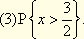 (3)P{x > 3/2}